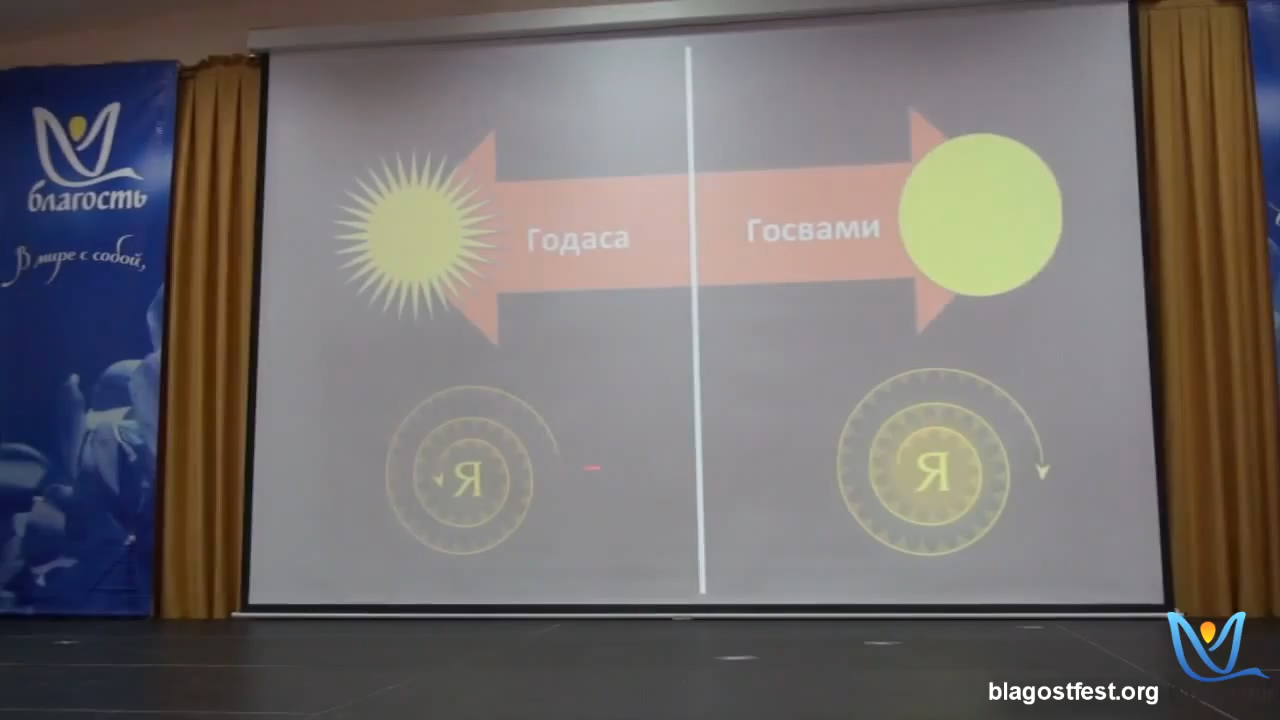 благость
В мире с собой,
Годаса
Госвами
Я
Я
blagostfest.org